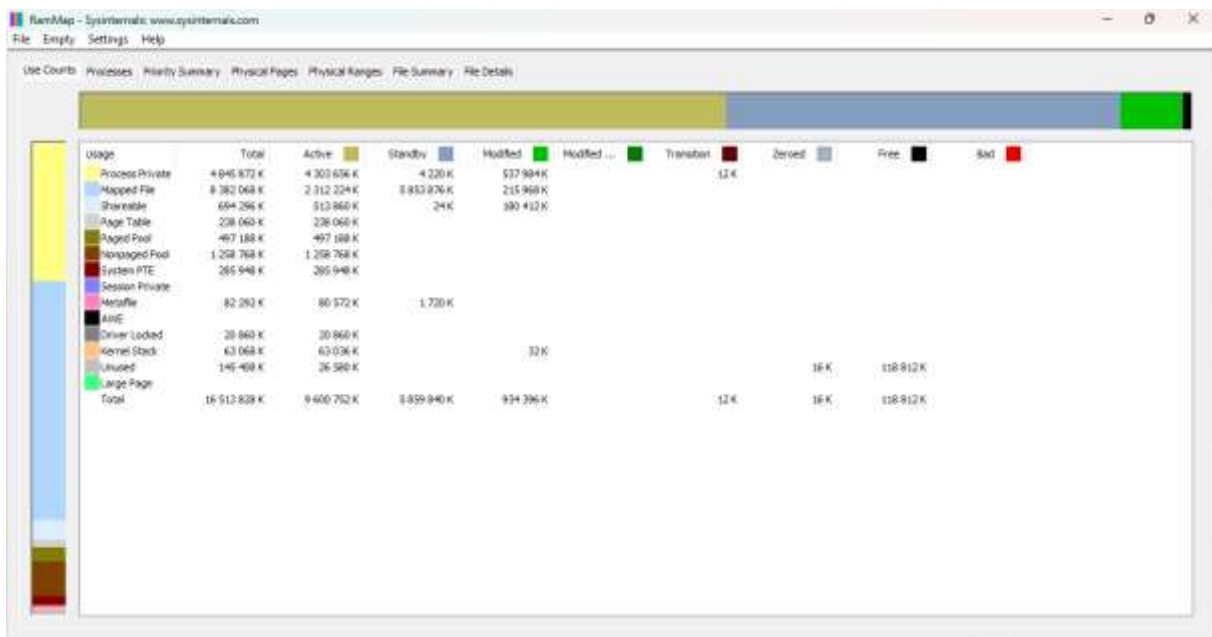 RamMap - Sysinternals: www.sysinternals.com
File Empty Settings Help
Use Counts Processes Priority Summary Physical Pages Physical Ranges File Summary File Details
Usage Total Active Standby Modified Modified ... Transition Zeroed Free Bad
Process Private 4 845 872 K 4 303 656 K 4 220 K 537 984 K 12 K
Mapped File 8 382 068 K 2 312 224 K 5 853 876 K 215 968 K
Shareable 694 296 K 513 860 K 24 K 180 412 K
Page Table 238 060 K 238 060 K
Paged Pool 497 188 K 497 188 K
Nonpaged Pool 1 258 768 K 1 258 768 K
System PTE 285 948 K 285 948 K
Session Private
Metafile 82 292 K 80 572 K 1 720 K
AWE
Driver Locked 20 860 K 20 860 K
Kernel Stack 63 068 K 63 036 K 32 K
Unused 145 408 K 26 580 K 16 K 118 812 K
Large Page
Total 16 513 828 K 9 600 752 K 5 859 840 K 934 396 K 12 K 16 K 118 812 K